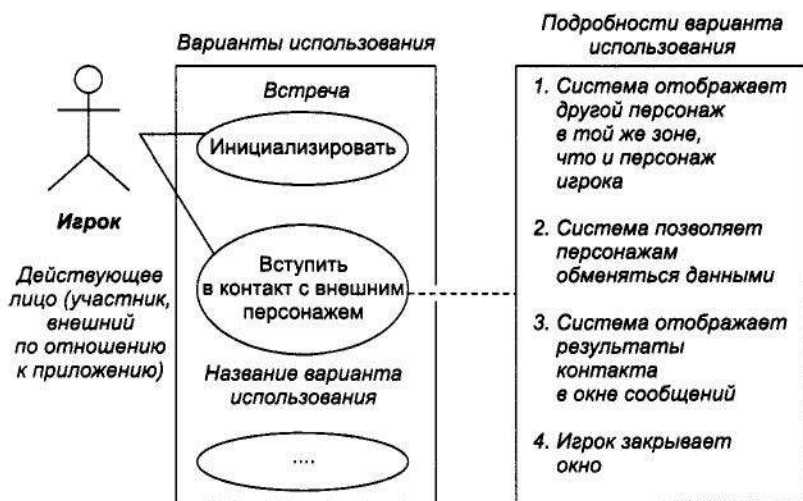 Варианты использования
Встреча
Инициализировать
Игрок
Действующее
лицо (участник,
внешний
по отношению
к приложению)
Вступить
в контакт с внешним
персонажем
Название варианта
использования
....
Подробности варианта
использования
1. Система отображает
другой персонаж
в той же зоне,
что и персонаж
игрока
2. Система позволяет
персонажам
обменяться данными
3. Система отображает
результаты
контакта
в окне сообщений
4. Игрок закрывает
окно